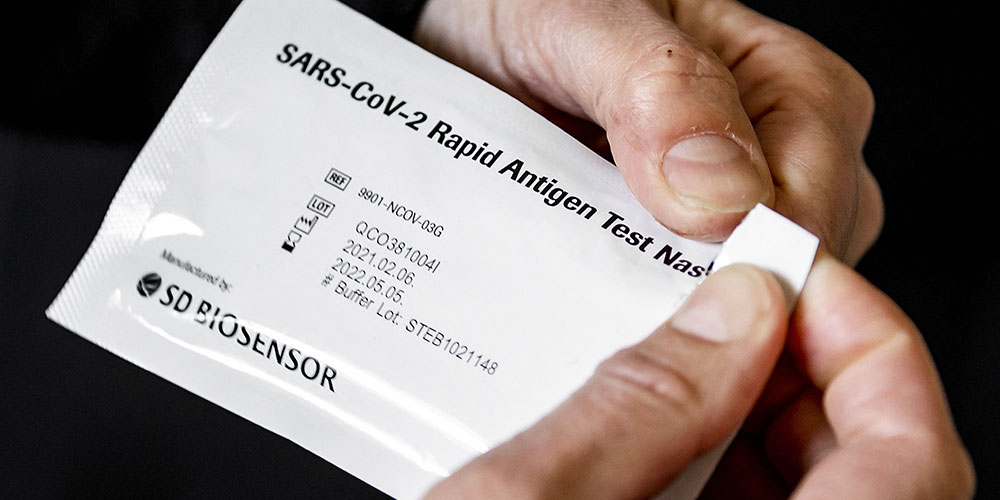 SARS-CoV-2 Rapid Antigen Test
REF 9901-NCOV-03G
LOT QCO381004I
2021.02.06.
2022.05.05.
# Buffer Lot: STEB1021148
Manufactured by:
SD BIOSENSOR